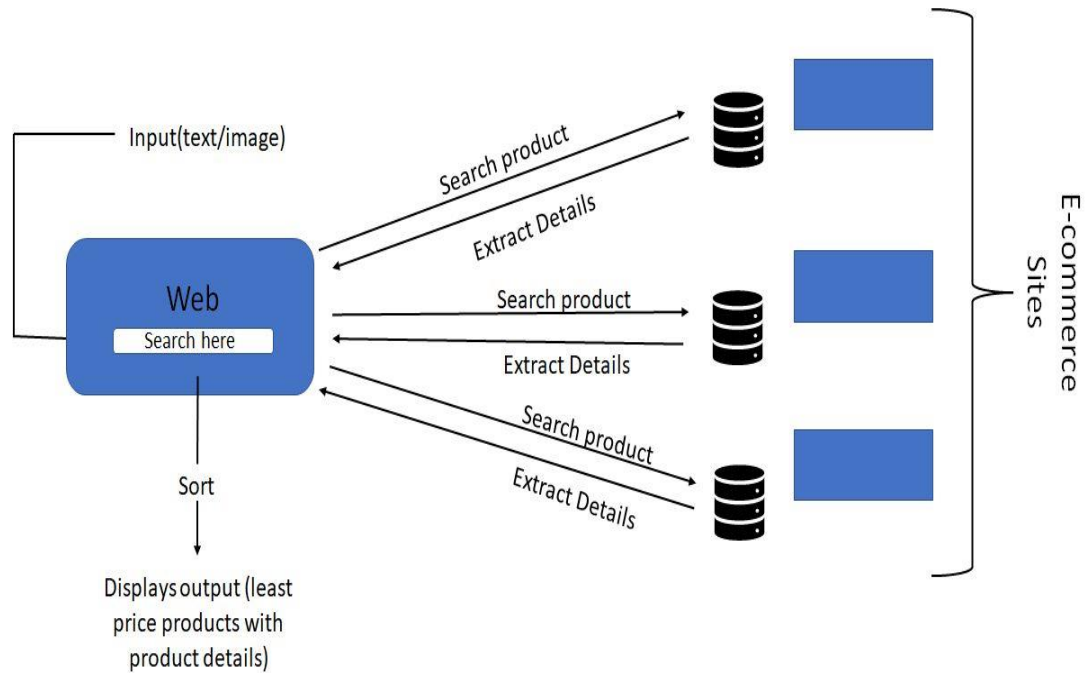 Input(text/image)
Web
Search here
Sort
Displays output (least
price products with
product details)
Search product
Extract Details
Search product
Extract Details
Search product
Extract Details
E-commerce
Sites